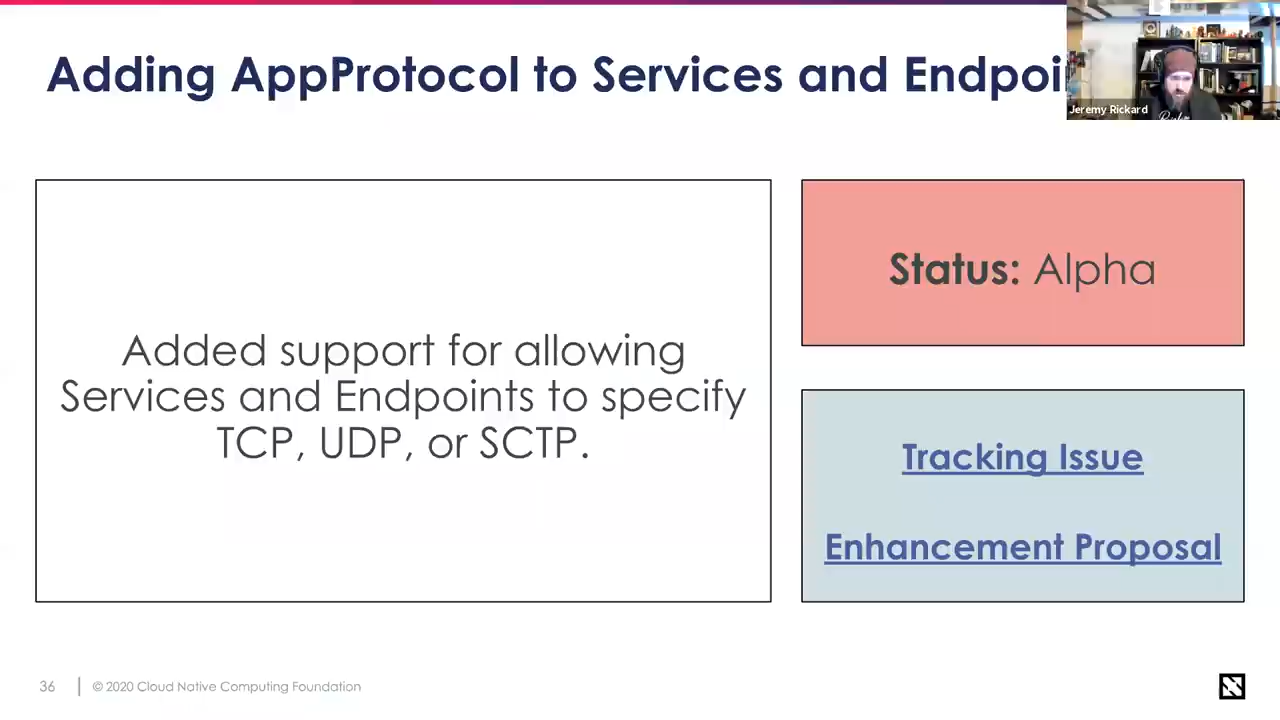 Adding AppProtocol to Services and Endpoi
Jeremy Rickard
Added support for allowing
Services and Endpoints to specify
TCP, UDP, or SCTP.
Status: Alpha
Tracking Issue
Enhancement Proposal
36
© 2020 Cloud Native Computing Foundation